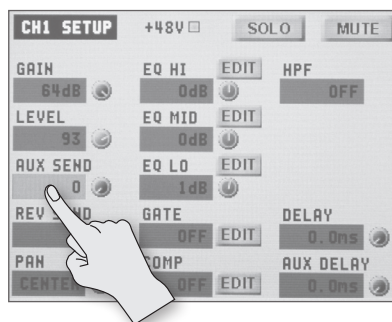 CH1 SETUP +48V SOLO MUTE
GAIN EQ HI EDIT HPF
64dB 0dB OFF
LEVEL EQ MID EDIT
93 0dB
AUX SEND EQ LO EDIT
0 1dB
REV GATE DELAY
OFF EDIT 0.0ms
PAN COMP AUX DELAY
CENTER OFF EDIT 0.0ms